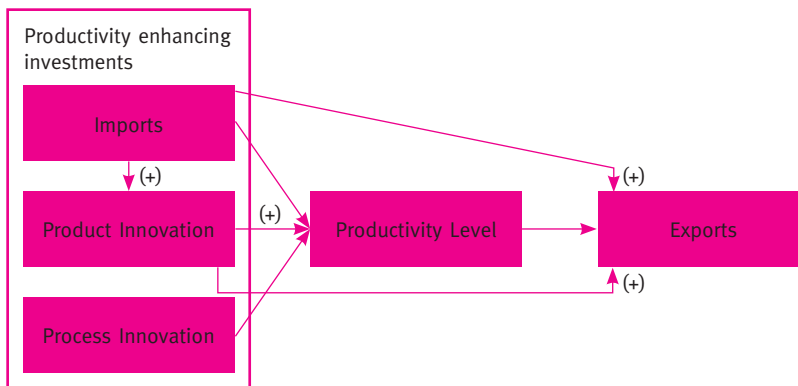 Productivity enhancing
investments
Imports
(+)
(+)
Product Innovation
(+)
Productivity Level
Exports
(+)
Process Innovation